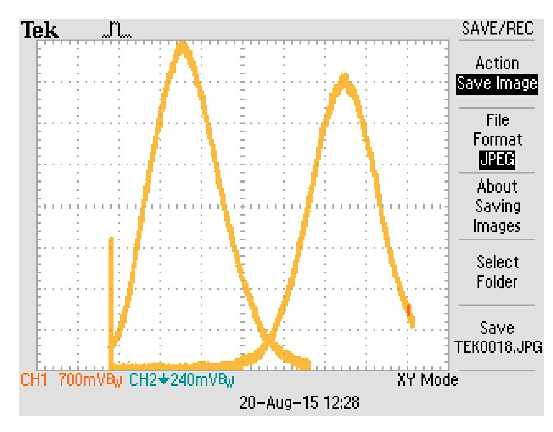 Tek
SAVE/REC
Action
Save Image
File
Format
JPEG
About
Saving
Images
Select
Folder
Save
TEK0018.JPG
CH1 700mVBW CH2 240mVBW XY Mode
20-Aug-15 12:28